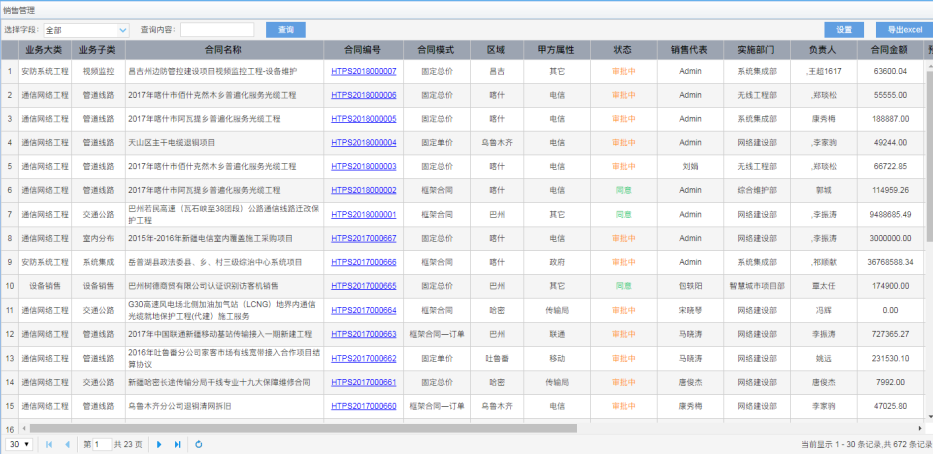 销售管理
选择字段: 全部 查询内容: 查询 设置 导出excel
业务大类 业务子类 合同名称 合同编号 合同模式 区域 甲方属性 状态 销售代表 实施部门 负责人 合同金额
1 安防系统工程 视频监控 昌吉州边防管控建设项目视频监控工程-设备维护 HTPS2018000007 固定总价 昌吉 其它 审批中 Admin 系统集成部 ,王超1617 63600.04
2 通信网络工程 管道线路 2017年喀什市佰什克然木乡普遍化服务光缆工程 HTPS2018000006 固定总价 喀什 电信 审批中 Admin 无线工程部 ,郑琰松 55555.00
3 通信网络工程 管道线路 2017年喀什市阿瓦提乡普遍化服务光缆工程 HTPS2018000005 固定总价 喀什 电信 审批中 Admin 系统集成部 康秀梅 188887.00
4 通信网络工程 管道线路 天山区主干电缆退铜项目 HTPS2018000004 固定单价 乌鲁木齐 电信 审批中 Admin 网络建设部 ,李家驹 49244.00
5 通信网络工程 管道线路 2017年喀什市佰什克然木乡普遍化服务光缆工程 HTPS2018000003 固定总价 喀什 电信 审批中 刘娟 无线工程部 ,郑琰松 66722.85
6 通信网络工程 管道线路 2017年喀什市阿瓦提乡普遍化服务光缆工程 HTPS2018000002 框架合同 喀什 电信 同意 Admin 综合维护部 郭城 114959.26
7 通信网络工程 交通公路 巴州若民高速（瓦石峡至38团段）公路通信线路迁改保
护工程 HTPS2018000001 框架合同 巴州 其它 同意 Admin 网络建设部 ,李振涛 9488685.49
8 通信网络工程 室内分布 2015年-2016年新疆电信室内覆盖施工采购项目 HTPS2017000667 固定总价 喀什 电信 审批中 Admin 网络建设部 ,李振涛 3000000.00
9 安防系统工程 系统集成 岳普湖县政法委县、乡、村三级综治中心系统项目 HTPS2017000666 框架合同 喀什 政府 审批中 Admin 系统集成部 ,祁顺献 36768588.34
10 设备销售 设备销售 巴州树德商贸有限公司认证识别访客机销售 HTPS2017000665 固定总价 巴州 其它 同意 包轶阳 智慧城市项目部 童太任 174900.00
11 通信网络工程 交通公路 G30高速风电场北侧加油加气站（LCNG）地界内通信
光缆就地保护工程(代建）施工服务 HTPS2017000664 框架合同 哈密 传输局 审批中 宋晓琴 网络建设部 冯辉 0.00
12 通信网络工程 管道线路 2017年中国联通新疆移动基站传输接入一期新建工程 HTPS2017000663 框架合同—订单 巴州 联通 审批中 马晓涛 网络建设部 李振涛 727365.27
13 通信网络工程 管道线路 2016年吐鲁番分公司家客市场有线宽带接入合作项目结
算协议 HTPS2017000662 固定单价 吐鲁番 移动 审批中 马晓涛 网络建设部 姚远 231530.10
14 通信网络工程 交通公路 新疆哈密长途传输分局干线专业十九大保障维修合同 HTPS2017000661 固定总价 哈密 传输局 审批中 唐俊杰 网络建设部 唐俊杰 7992.00
15 通信网络工程 管道线路 乌鲁木齐分公司退铜清网拆旧 HTPS2017000660 框架合同—订单 乌鲁木齐 电信 审批中 康秀梅 网络建设部 李家驹 47025.60
16
30 第 1 共 23 页 当前显示 1 - 30 条记录,共 672 条记录